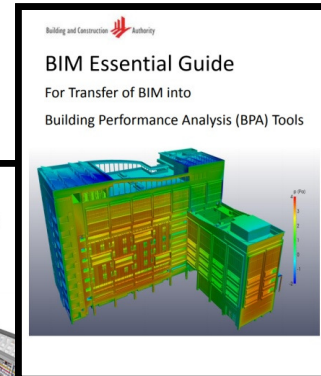 Building and Construction Authority
BIM Essential Guide
For Transfer of BIM into
Building Performance Analysis (BPA) Tools